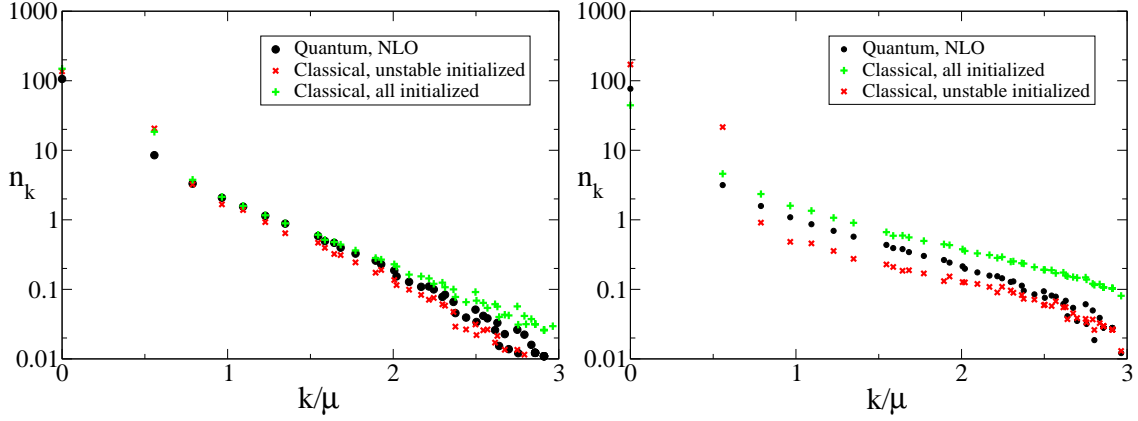 1000
100
10
1
0.1
0.01
n_k
0
1
2
3
k/μ
Quantum, NLO
Classical, unstable initialized
Classical, all initialized
1000
100
10
1
0.1
0.01
n_k
0
1
2
3
k/μ
Quantum, NLO
Classical, all initialized
Classical, unstable initialized